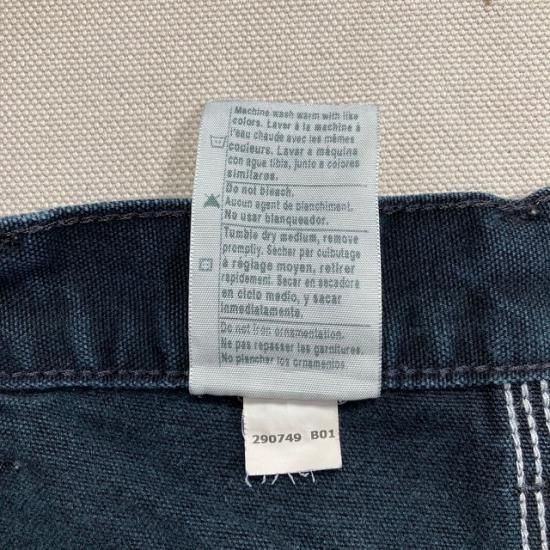 Machine wash warm with like
colors. Laver à la machine à
l'eau chaude avec les mêmes
couleurs. Lavar a máquina
con agua tibia, junto a colores
similares.
Do not bleach.
Aucun agent de blanchiment.
No usar blanqueador.
Tumble dry medium, remove
promptly. Sécher par culbutage
à réglage moyen, retirer
rapidement. Secar en secadora
en ciclo medio, y sacar
inmediatamente.
Do not iron ornamentation.
Ne pas repasser les garnitures.
No planchar los ornamentos
290749 B01